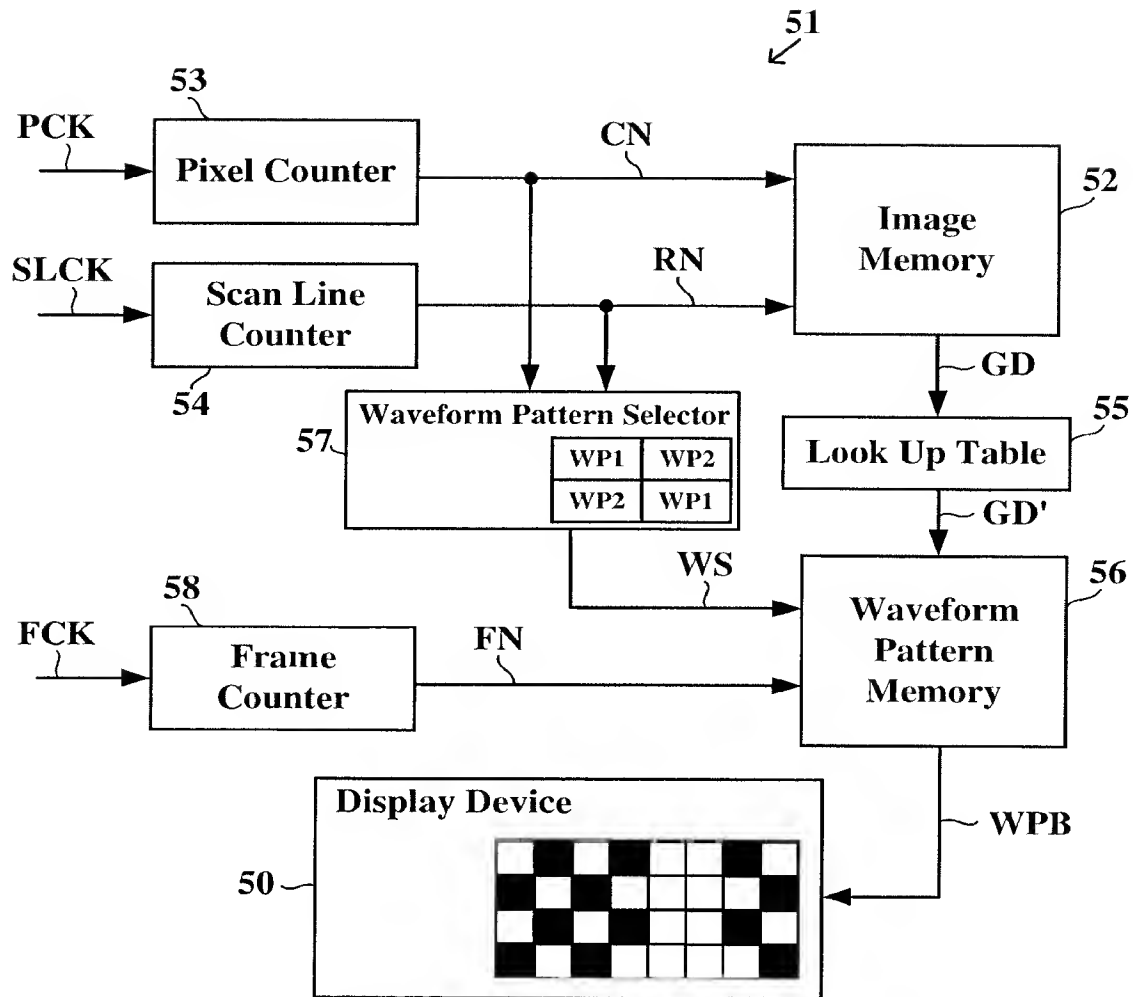 51
53
PCK
Pixel Counter
CN
52
Image
Memory
SLCK
Scan Line
Counter
54
RN
GD
57
Waveform Pattern Selector
WP1 WP2
WP2 WP1
55
Look Up Table
GD'
WS
56
Waveform
Pattern
Memory
58
FCK
Frame
Counter
FN
Display Device
50
WPB